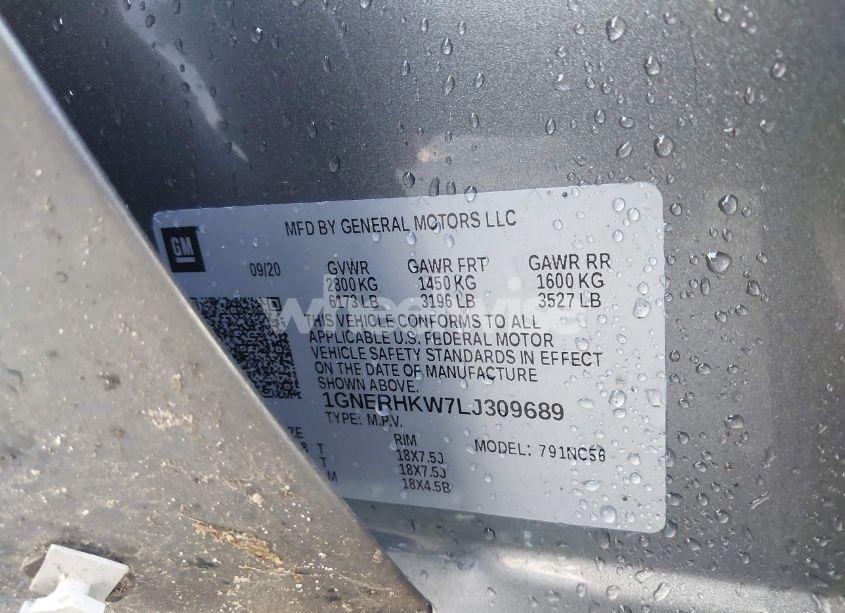 MFD BY GENERAL MOTORS LLC
GM
09/20 GVWR GAWR FRT GAWR RR
2800 KG 1450 KG 1600 KG
6173 LB 3196 LB 3527 LB
THIS VEHICLE CONFORMS TO ALL
APPLICABLE U.S. FEDERAL MOTOR
VEHICLE SAFETY STANDARDS IN EFFECT
ON THE DATE OF MANUFACTURE
SHOWN ABOVE.
1GNERHKW7LJ309689
TYPE: M.P.V.
RIM MODEL: 791NC56
T 18X7.5J
T 18X7.5J
M 18X4.5B